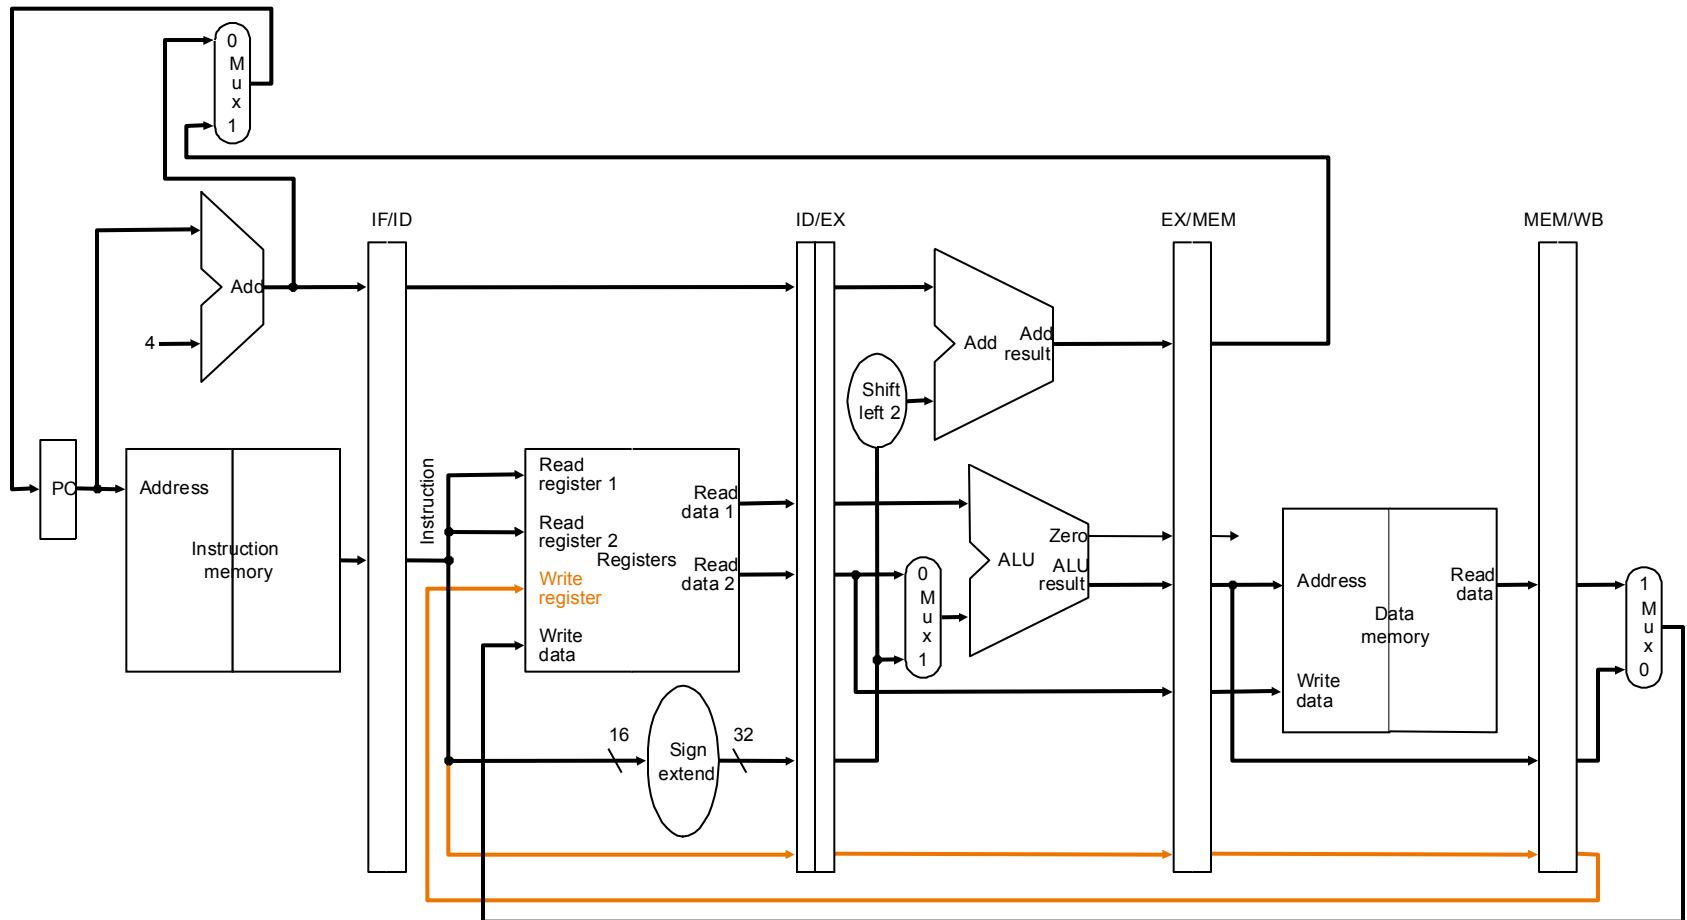 0
M
u
x
1
IF/ID
ID/EX
EX/MEM
MEM/WB
Add
4
Add
Add
result
Shift
left 2
PC
Address
Instruction
memory
Instruction
Read
register 1
Read
register 2
Write
register
Write
data
Registers
Read
data 1
Read
data 2
Zero
ALU
ALU
result
0
M
u
x
1
Address
Read
data
Data
memory
Write
data
1
M
u
x
0
16
Sign
extend
32